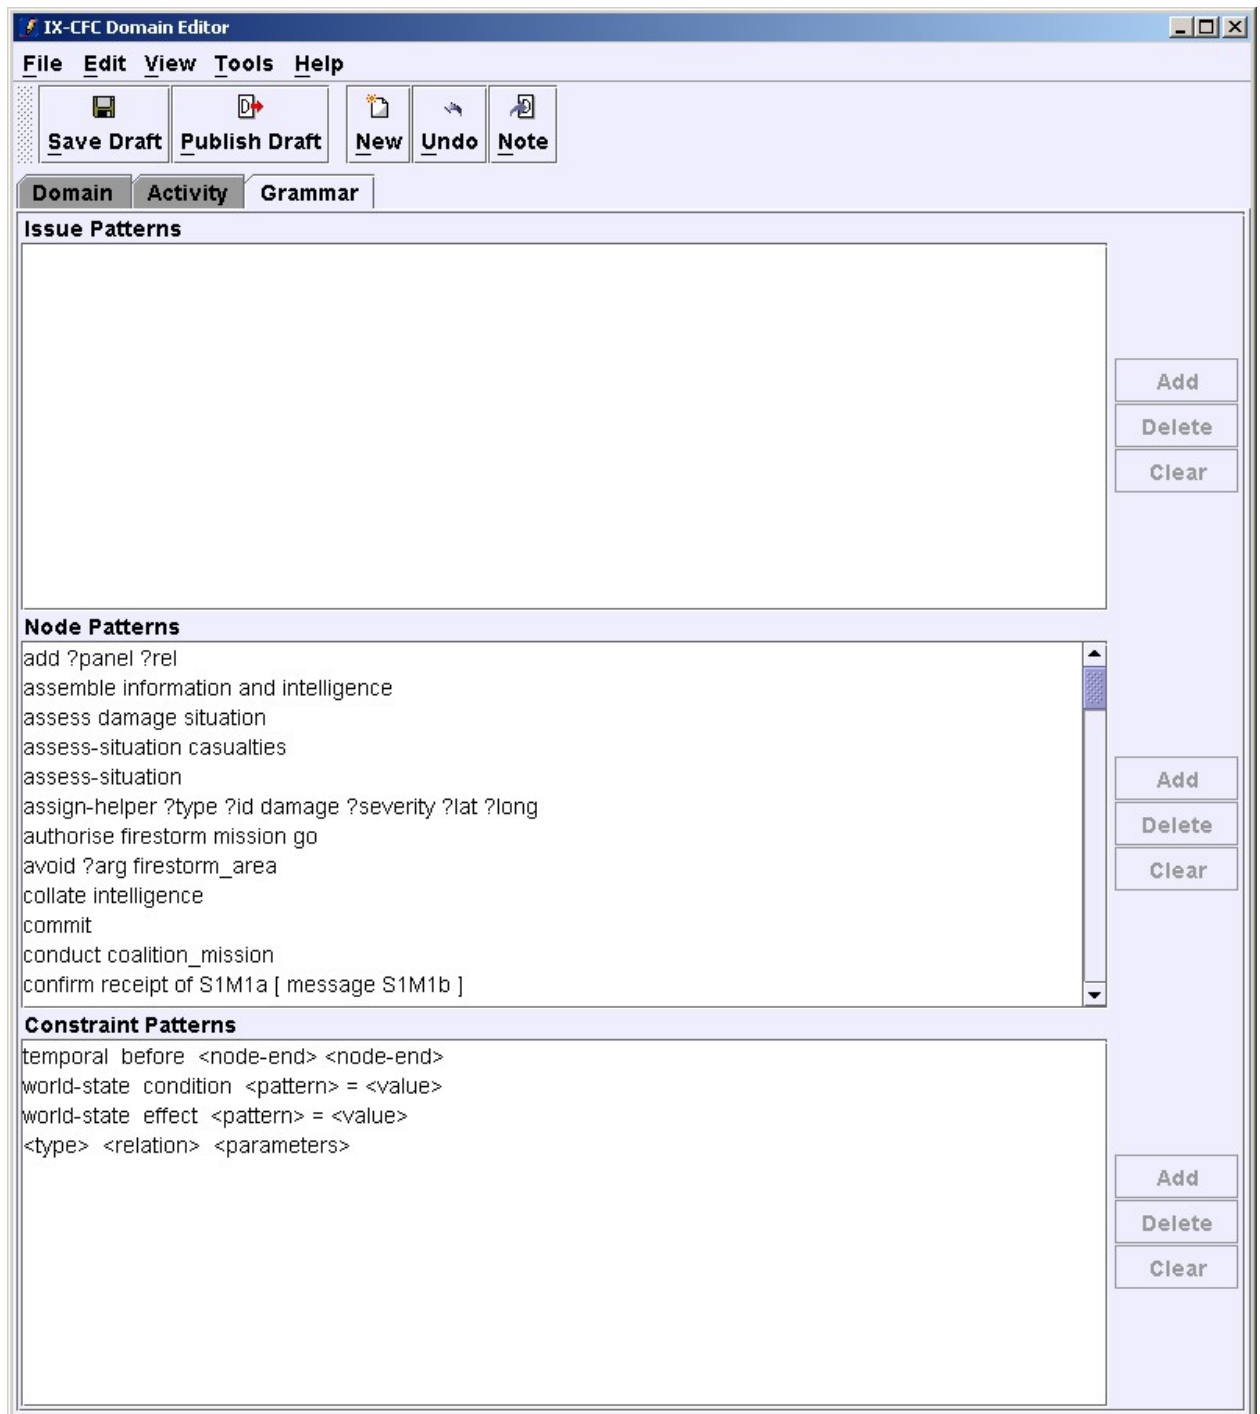 IX-CFC Domain Editor
File Edit View Tools Help
Save Draft Publish Draft New Undo Note
Domain Activity Grammar
Issue Patterns
Add
Delete
Clear
Node Patterns
add ?panel ?rel
assemble information and intelligence
assess damage situation
assess-situation casualties
assess-situation
assign-helper ?type ?id damage ?severity ?lat ?long
authorise firestorm mission go
avoid ?arg firestorm_area
collate intelligence
commit
conduct coalition_mission
confirm receipt of S1M1a [ message S1M1b ]
Add
Delete
Clear
Constraint Patterns
temporal before <node-end> <node-end>
world-state condition <pattern> = <value>
world-state effect <pattern> = <value>
<type> <relation> <parameters>
Add
Delete
Clear